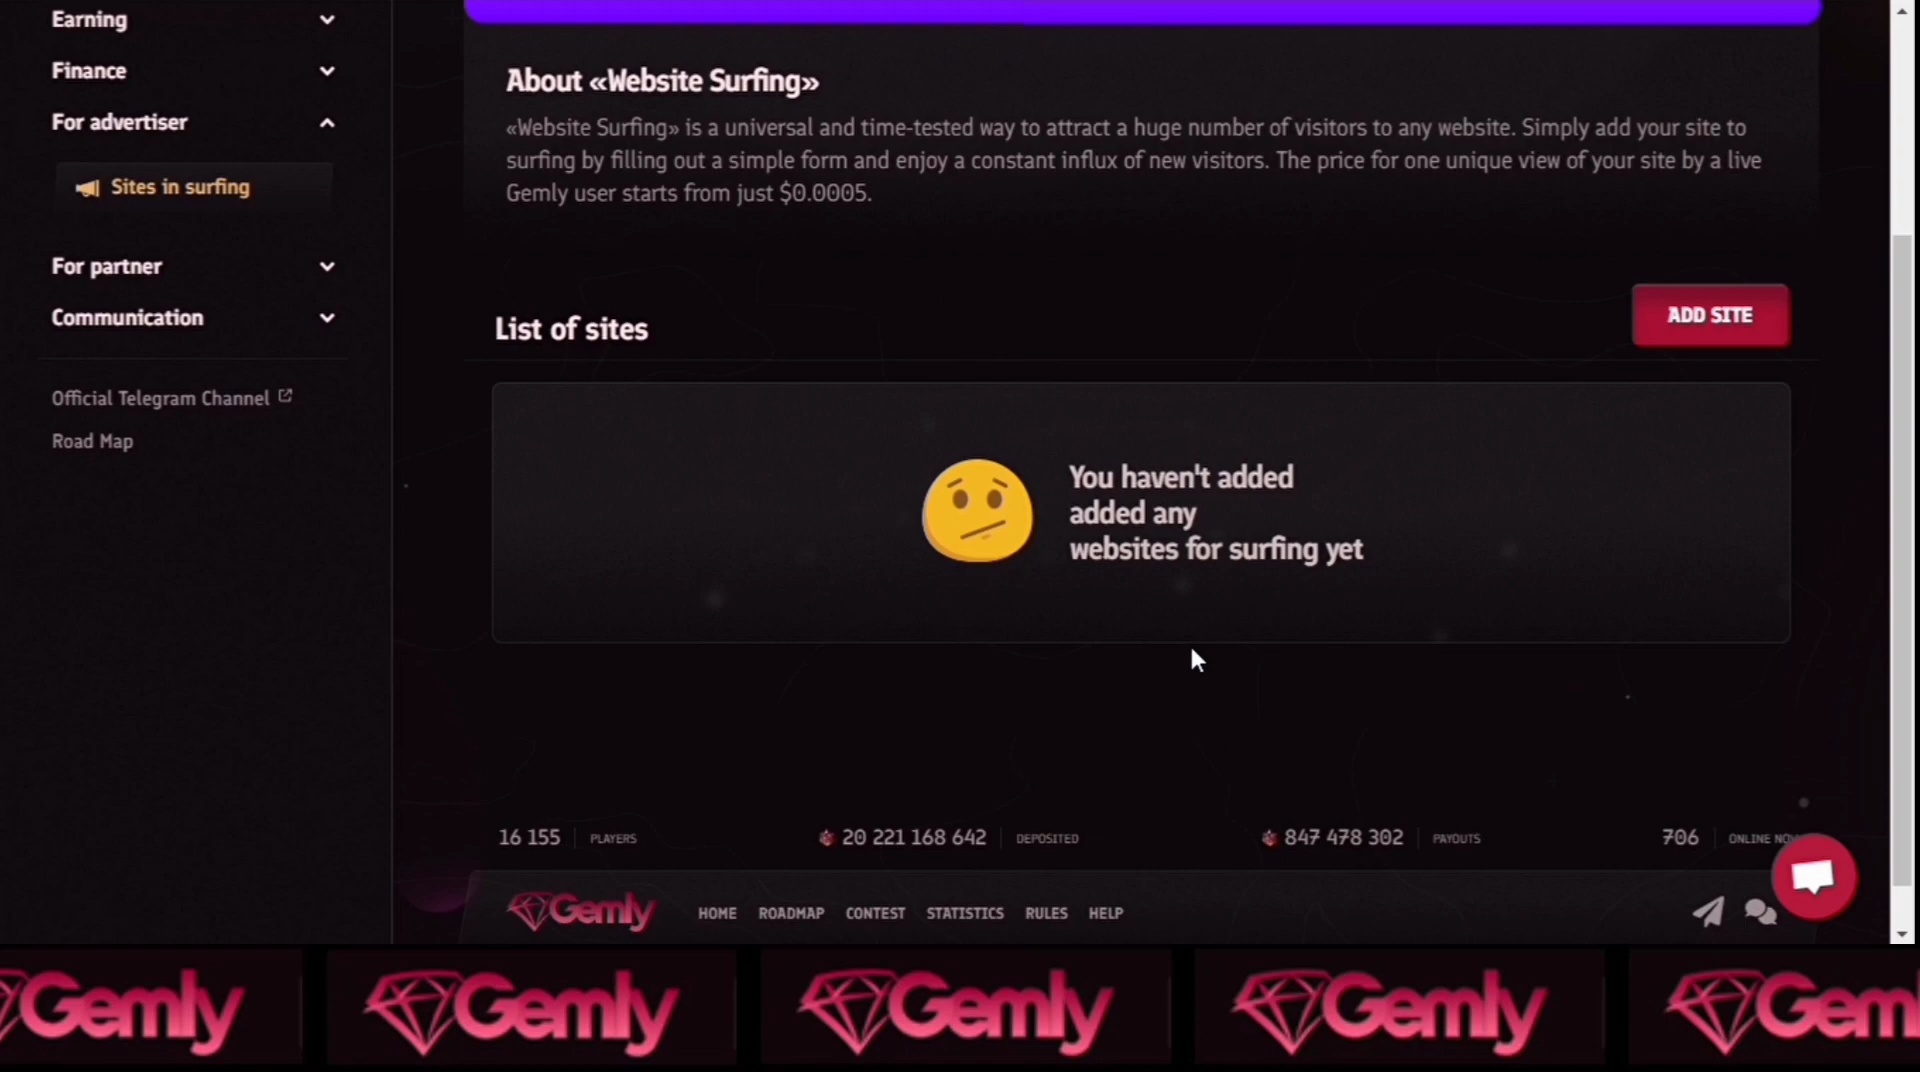 Earning
Finance
For advertiser
Sites in surfing
For partner
Communication
Official Telegram Channel
Road Map
About «Website Surfing»
«Website Surfing» is a universal and time-tested way to attract a huge number of visitors to any website. Simply add your site to
surfing by filling out a simple form and enjoy a constant influx of new visitors. The price for one unique view of your site by a live
Gemly user starts from just $0.0005.
List of sites
ADD SITE
You haven't added
added any
websites for surfing yet
16 155 PLAYERS
20 221 168 642 DEPOSITED
847 478 302 PAYOUTS
706 ONLINE NOW
Gemly
HOME ROADMAP CONTEST STATISTICS RULES HELP
Gemly Gemly Gemly Gemly Gem